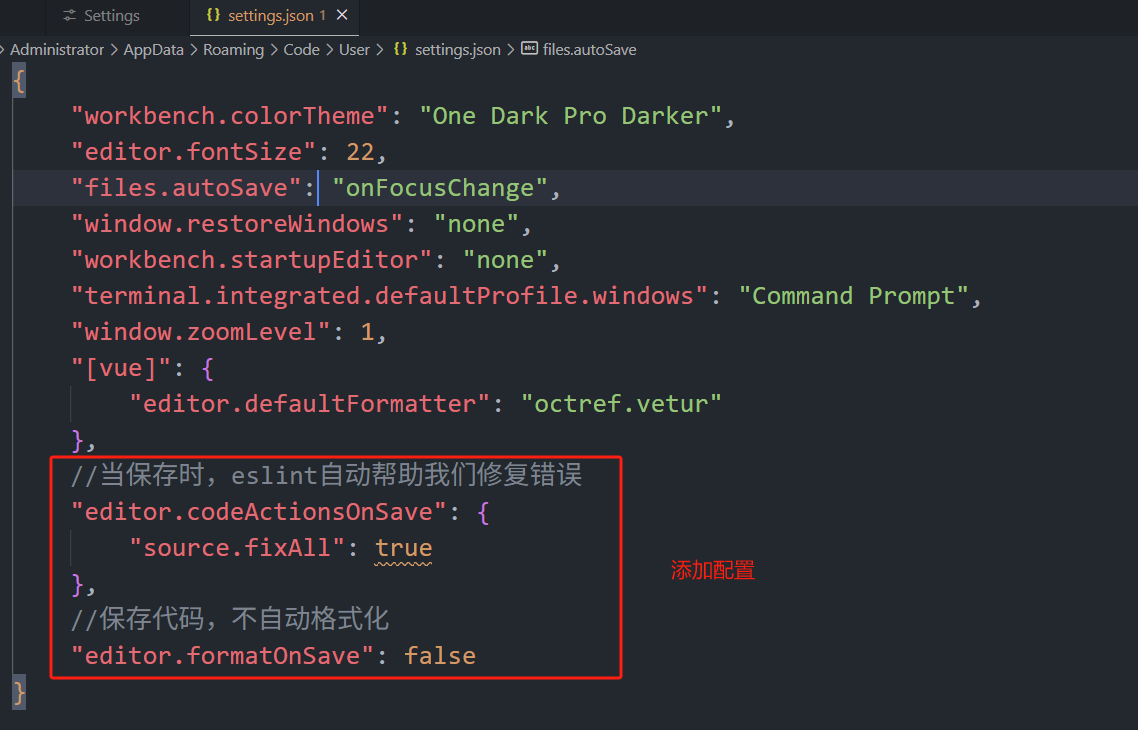 Settings
settings.json 1
Administrator > AppData > Roaming > Code > User > {} settings.json > files.autoSave
{
"workbench.colorTheme": "One Dark Pro Darker",
"editor.fontSize": 22,
"files.autoSave": "onFocusChange",
"window.restoreWindows": "none",
"workbench.startupEditor": "none",
"terminal.integrated.defaultProfile.windows": "Command Prompt",
"window.zoomLevel": 1,
"[vue]": {
"editor.defaultFormatter": "octref.vetur"
},
//当保存时，eslint自动帮助我们修复错误
"editor.codeActionsOnSave": {
"source.fixAll": true
},
添加配置
//保存代码，不自动格式化
"editor.formatOnSave": false
}